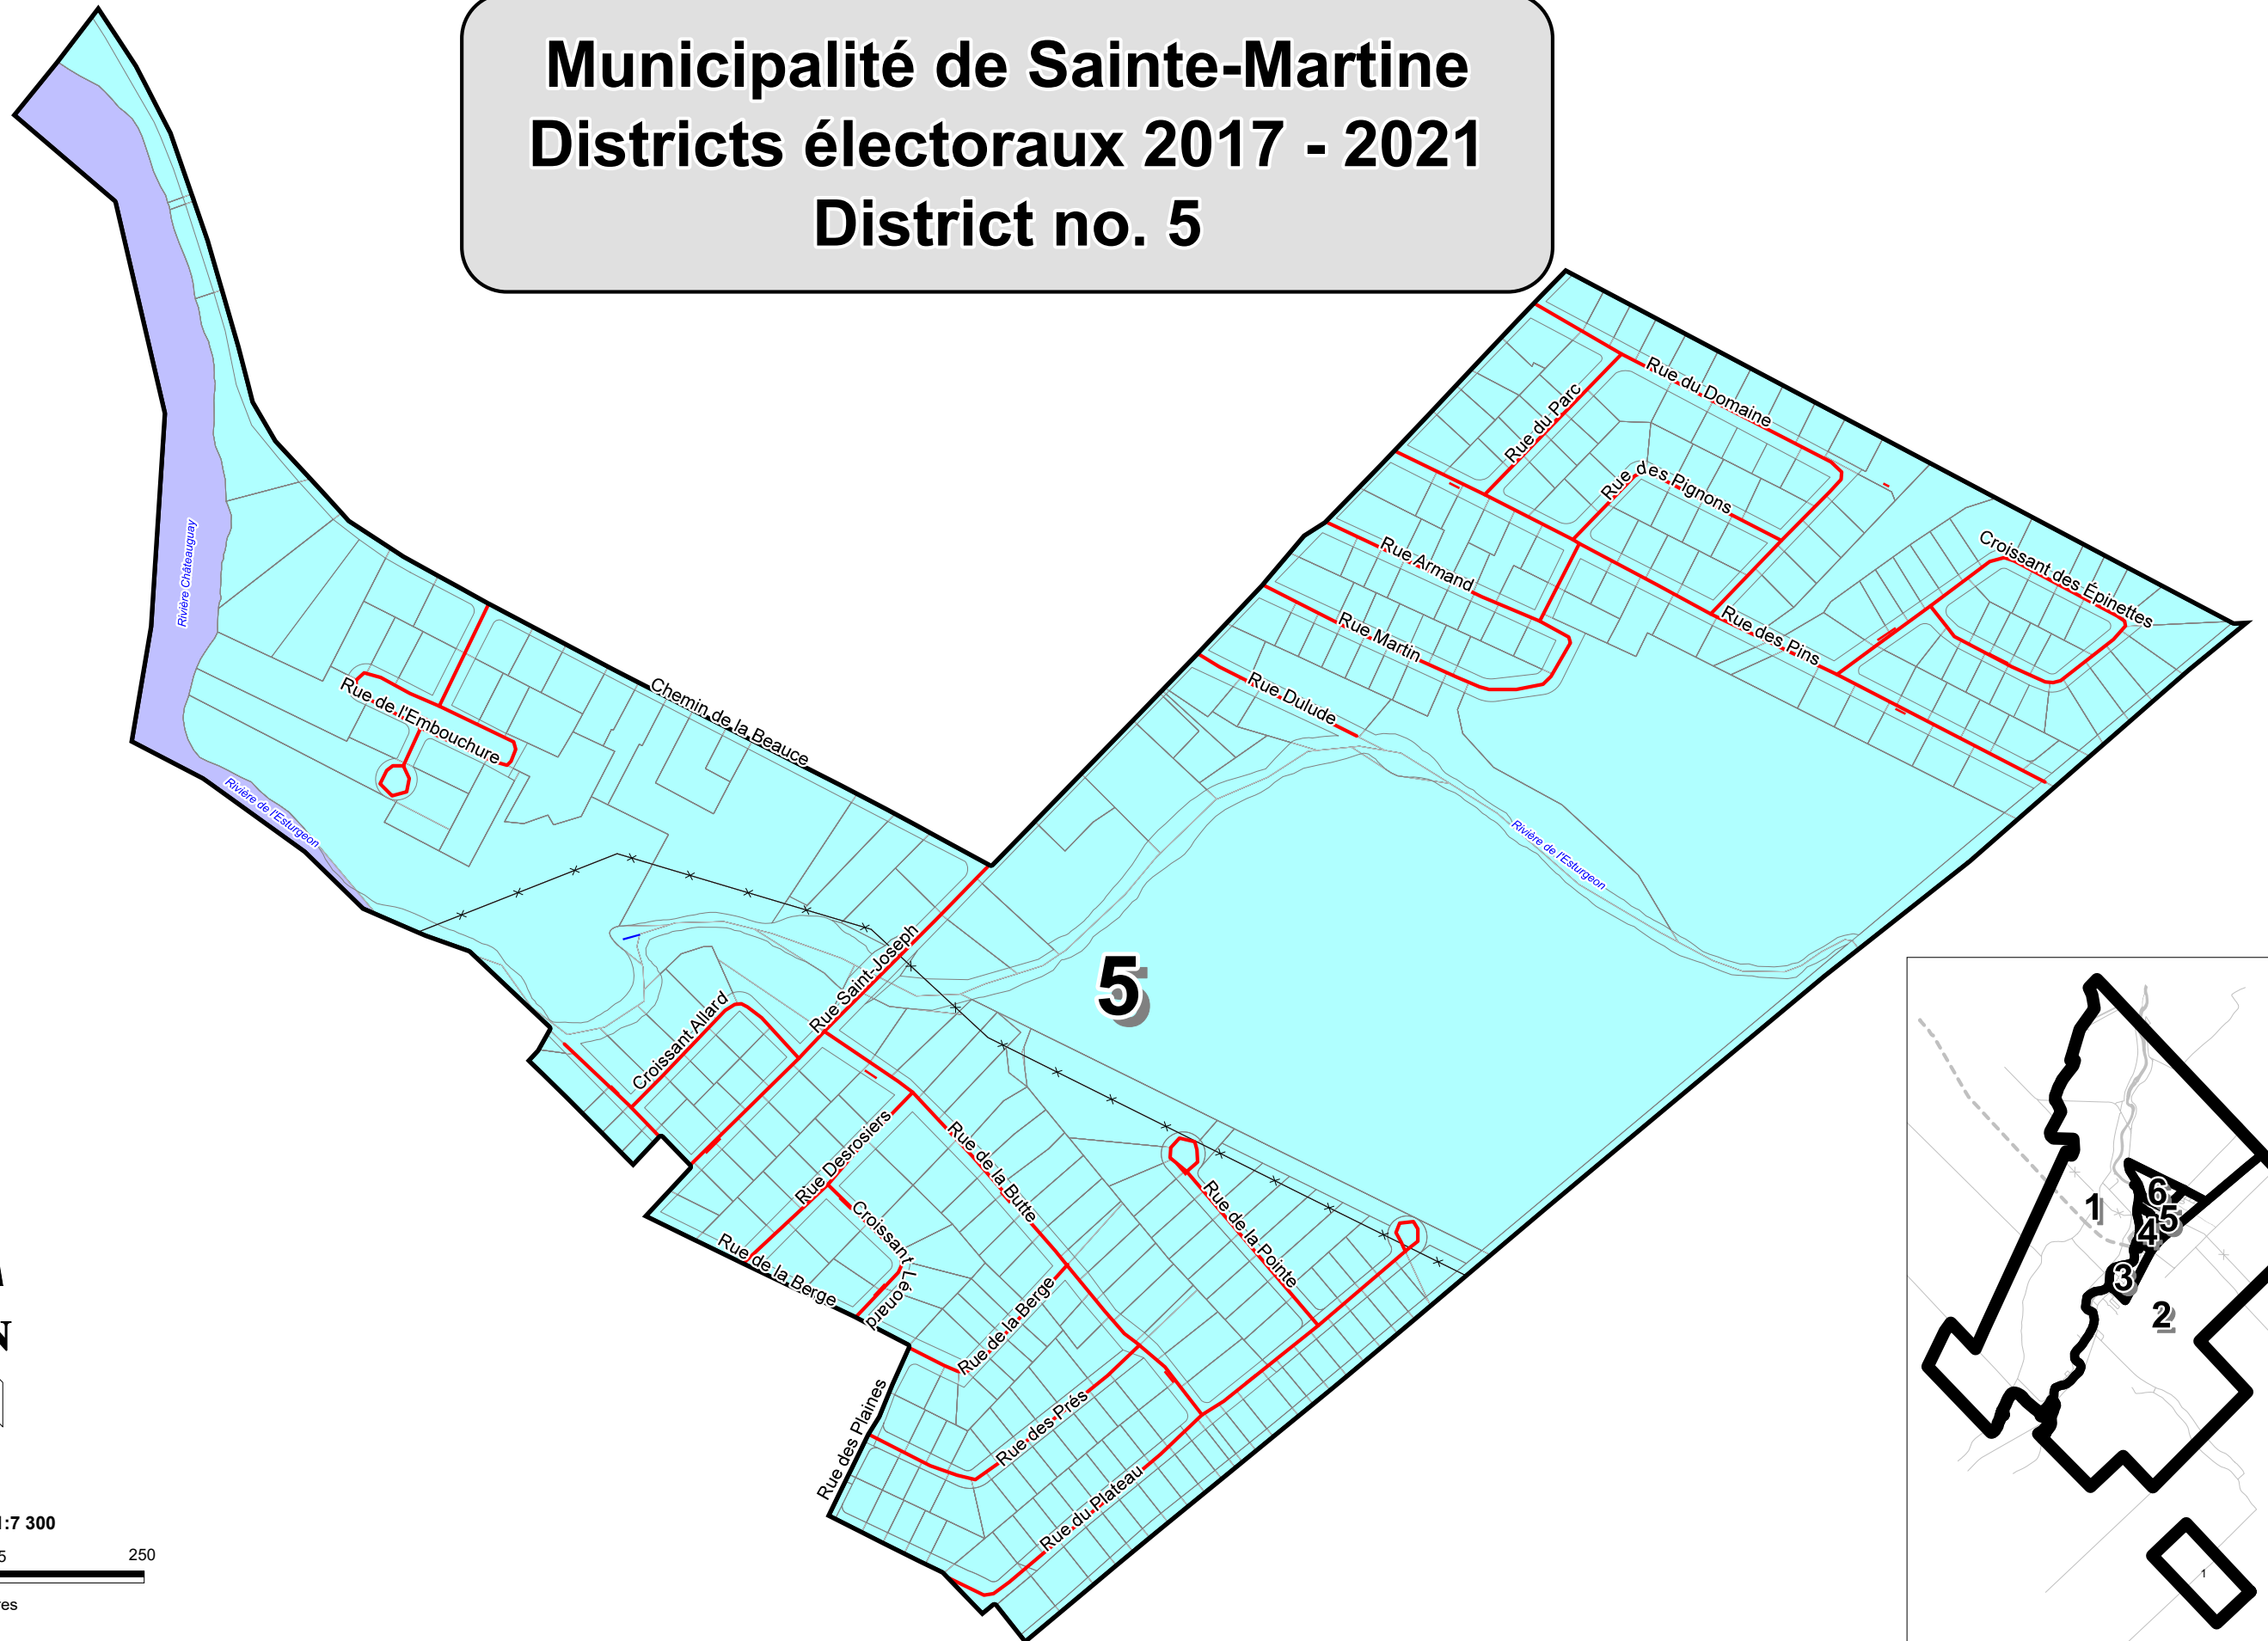 Municipalité de Sainte-Martine
Districts électoraux 2017 - 2021
District no. 5
Rue du Domaine
Rue du Parc
Rue des Pignons
Croissant des Épinettes
Rue Armand
Rue des Pins
Rue Martin
Rivière Châteauguay
Rue Dulude
Chemin de la Beauce
Rue de l'Embouchure
Rivière de l'Esturgeon
Rivière de l'Esturgeon
5
Rue Saint-Joseph
Croissant Allard
Rue Desrosiers
Rue de la Butte
Rue de la Pointe
Croissant Léonard
Rue de la Berge
Rue de la Berge
Rue des Plaines
Rue des Prés
Rue du Plateau
1
6
5
4
3
2
1
N
1:7 300
250